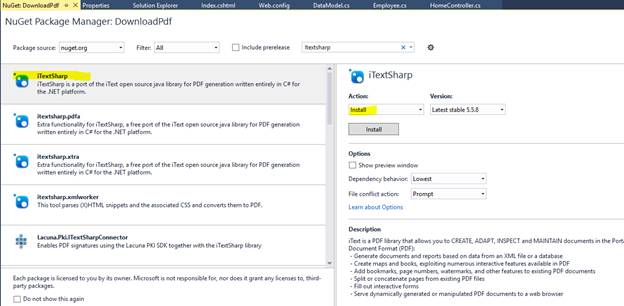 NuGet: DownloadPdf Properties Solution Explorer Index.cshtml Web.config DataModel.cs Employee.cs HomeController.cs
NuGet Package Manager: DownloadPdf
Package source: nuget.org Filter: All Include prerelease itextsharp
iTextSharp
iTextSharp is a port of the iText open source java library for PDF generation written entirely in C# for
the .NET platform.
itextsharp.pdfa
Extra functionality for iTextSharp, a free port of the iText open source java library for PDF generation
written entirely in C# for the .NET platform.
itextsharp.xtra
Extra functionality for iTextSharp, a free port of the iText open source java library for PDF generation
written entirely in C# for the .NET platform.
itextsharp.xmlworker
This tool parses (X)HTML snippets and the associated CSS and converts them to PDF.
Lacuna.Pki.iTextSharpConnector
Enables PDF signatures using the Lacuna PKI SDK together with the iTextSharp library
Each package is licensed to you by its owner. Microsoft is not responsible for, nor does it grant any licenses to, third-
party packages.
Do not show this again
iTextSharp
Action: Version:
Install Latest stable 5.5.8
Install
Options
Show preview window
Dependency behavior: Lowest
File conflict action: Prompt
Learn about Options
Description
iText is a PDF library that allows you to CREATE, ADAPT, INSPECT and MAINTAIN documents in the Port
Document Format (PDF):
- Generate documents and reports based on data from an XML file or a database
- Create maps and books, exploiting numerous interactive features available in PDF
- Add bookmarks, page numbers, watermarks, and other features to existing PDF documents
- Split or concatenate pages from existing PDF files
- Fill out interactive forms
- Serve dynamically generated or manipulated PDF documents to a web browser